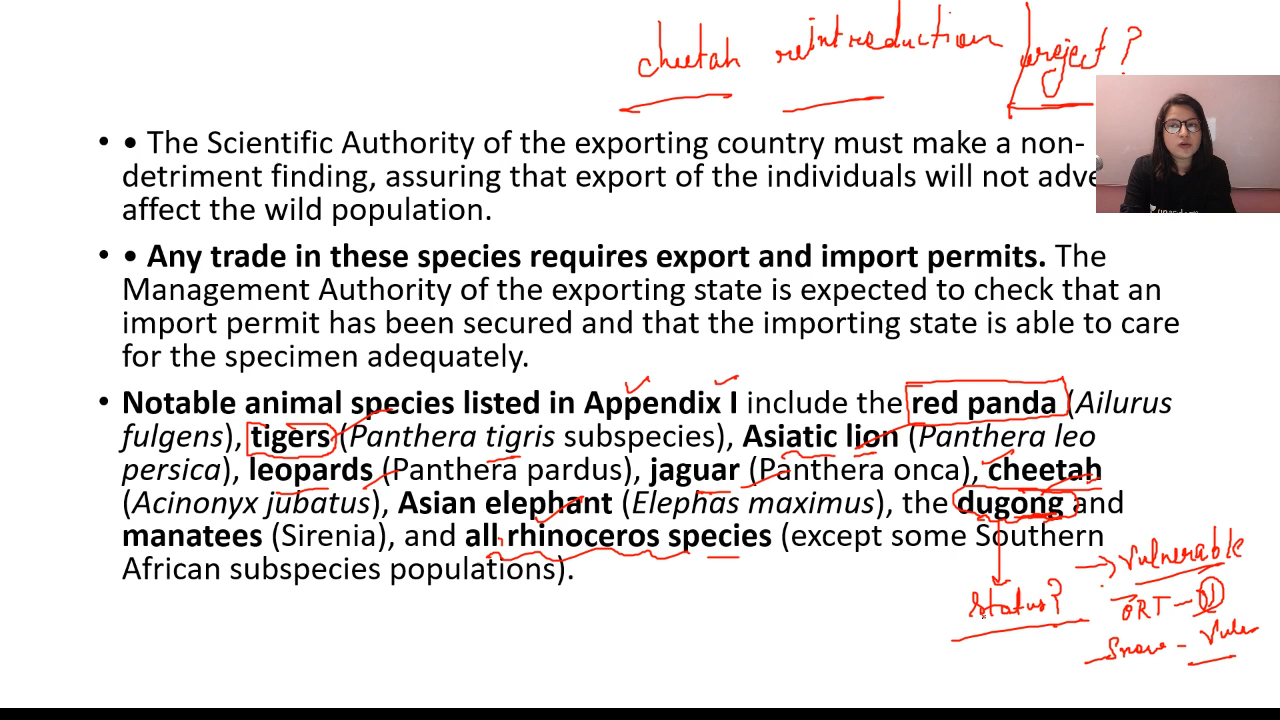 cheetah reintroduction project?
• • The Scientific Authority of the exporting country must make a non-
detriment finding, assuring that export of the individuals will not adve
affect the wild population.
• • Any trade in these species requires export and import permits. The
Management Authority of the exporting state is expected to check that an
import permit has been secured and that the importing state is able to care
for the specimen adequately.
• Notable animal species listed in Appendix I include the red panda (Ailurus
fulgens), tigers (Panthera tigris subspecies), Asiatic lion (Panthera leo
persica), leopards (Panthera pardus), jaguar (Panthera onca), cheetah
(Acinonyx jubatus), Asian elephant (Elephas maximus), the dugong and
manatees (Sirenia), and all rhinoceros species (except some Southern
African subspecies populations).
→ Vulnerable
status?